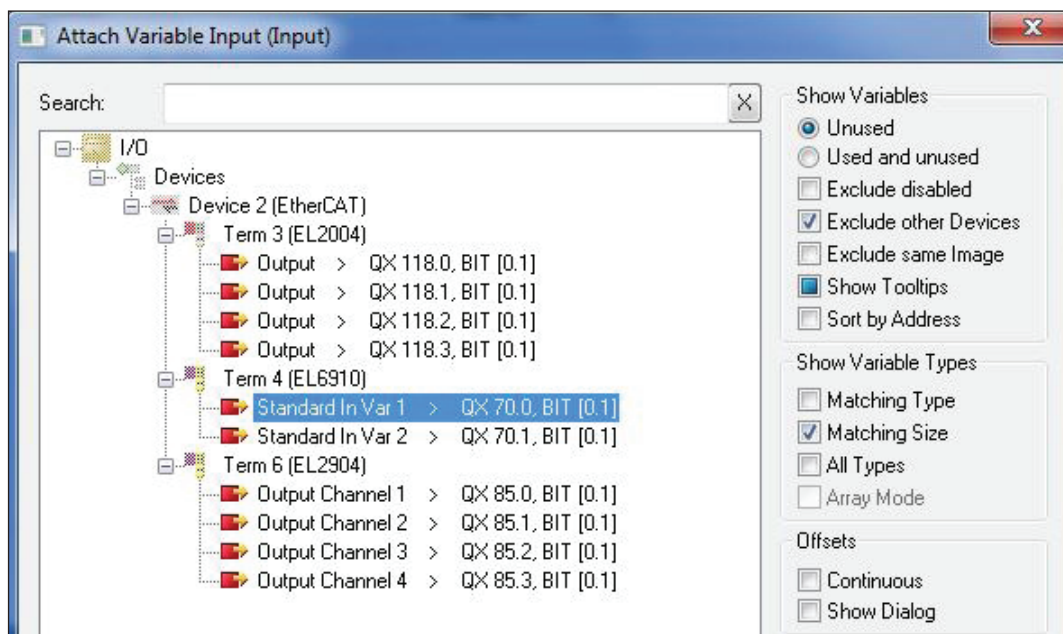 Attach Variable Input (Input)
Search:
I/O
Devices
Device 2 (EtherCAT)
Term 3 (EL2004)
Output > QX 118.0, BIT [0.1]
Output > QX 118.1, BIT [0.1]
Output > QX 118.2, BIT [0.1]
Output > QX 118.3, BIT [0.1]
Term 4 (EL6910)
Standard In Var 1 > QX 70.0, BIT [0.1]
Standard In Var 2 > QX 70.1, BIT [0.1]
Term 6 (EL2904)
Output Channel 1 > QX 85.0, BIT [0.1]
Output Channel 2 > QX 85.1, BIT [0.1]
Output Channel 3 > QX 85.2, BIT [0.1]
Output Channel 4 > QX 85.3, BIT [0.1]
Show Variables
Unused
Used and unused
Exclude disabled
Exclude other Devices
Exclude same Image
Show Tooltips
Sort by Address
Show Variable Types
Matching Type
Matching Size
All Types
Array Mode
Offsets
Continuous
Show Dialog